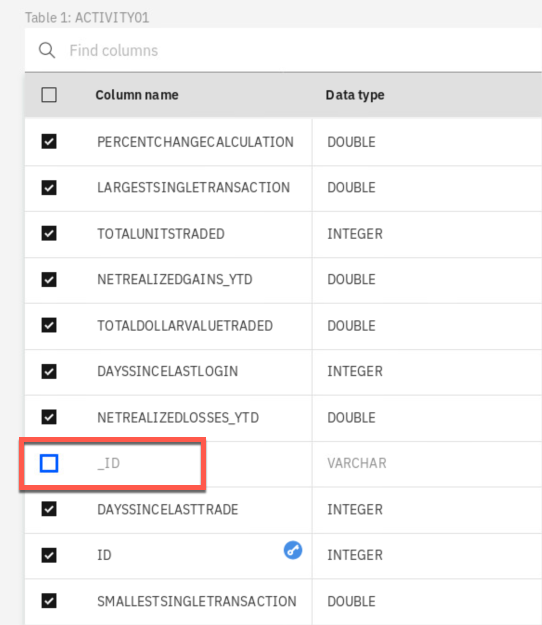 Table 1: ACTIVITY01
Find columns
Column name Data type
PERCENTCHANGECALCULATION DOUBLE
LARGESTSINGLETRANSACTION DOUBLE
TOTALUNITSTRADED INTEGER
NETREALIZEDGAINS_YTD DOUBLE
TOTALDOLLARVALUETRADED DOUBLE
DAYSSINCELASTLOGIN INTEGER
NETREALIZEDLOSSES_YTD DOUBLE
_ID VARCHAR
DAYSSINCELASTTRADE INTEGER
ID INTEGER
SMALLESTSINGLETRANSACTION DOUBLE